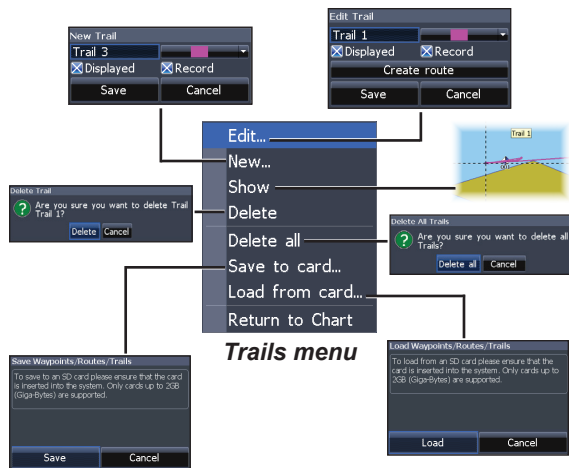 New Trail
Trail 3
Displayed Record
Save Cancel
Edit Trail
Trail 1
Displayed Record
Create route
Save Cancel
Trail 1
Edit...
New...
Show
Delete
Delete all
Save to card...
Load from card...
Return to Chart
Trails menu
Delete Trail
Are you sure you want to delete Trail
Trail 1?
Delete Cancel
Delete All Trails
Are you sure you want to delete all
Trails?
Delete all Cancel
Save Waypoints/Routes/Trails
To save to an SD card please ensure that the card
is inserted into the system. Only cards up to 2GB
(Giga-Bytes) are supported.
Save Cancel
Load Waypoints/Routes/Trails
To load from an SD card please ensure that the
card is inserted into the system. Only cards up to
2GB (Giga-Bytes) are supported.
Load Cancel